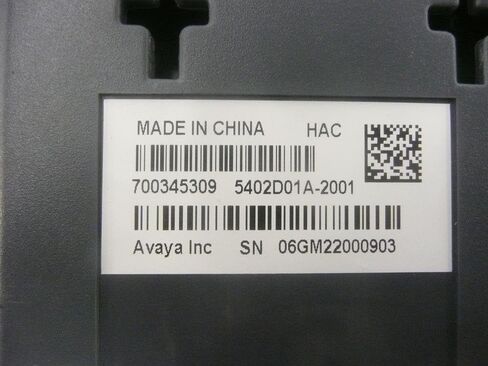 MADE IN CHINA HAC
700345309 5402D01A-2001
Avaya Inc SN 06GM22000903